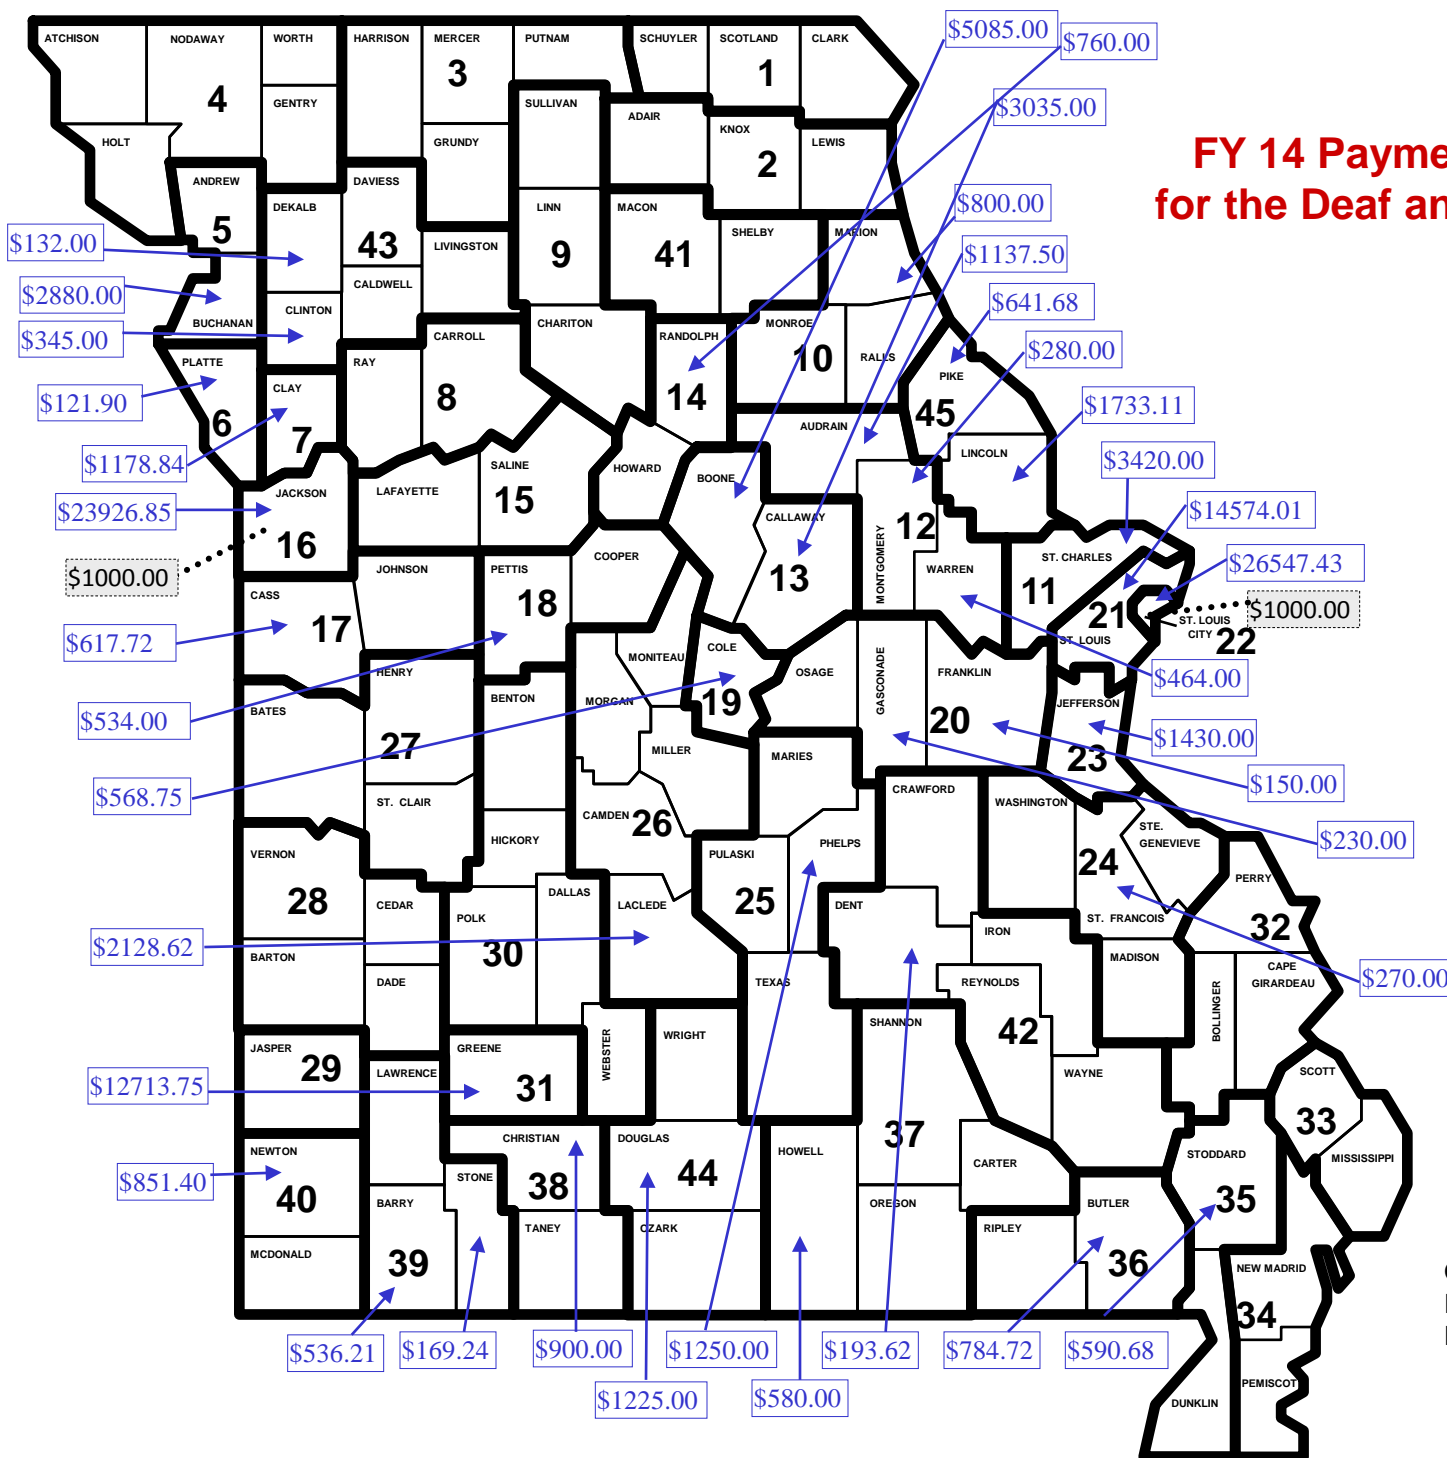 ATCHISON
NODAWAY
WORTH
HARRISON
MERCER
PUTNAM
SCHUYLER
SCOTLAND
CLARK
$5085.00
$760.00
3
1
4
GENTRY
SULLIVAN
ADAIR
$3035.00
KNOX
LEWIS
HOLT
GRUNDY
2
FY 14 Payme
for the Deaf an
ANDREW
DAVIESS
DEKALB
LINN
MACON
$800.00
5
43
SHELBY
MARION
$132.00
LIVINGSTON
9
41
$1137.50
CALDWELL
$2880.00
CLINTON
$641.68
BUCHANAN
CARROLL
CHARITON
RANDOLPH
MONROE
$345.00
10
RALLS
$280.00
PLATTE
RAY
PIKE
CLAY
8
14
$121.90
45
$1733.11
6
7
AUDRAIN
LINCOLN
$1178.84
SALINE
HOWARD
BOONE
$3420.00
JACKSON
LAFAYETTE
15
$23926.85
CALLAWAY
12
$14574.01
16
COOPER
ST. CHARLES
$26547.43
$1000.00
JOHNSON
PETTIS
13
MONTGOMERY
WARREN
CASS
18
11
$1000.00
17
21
ST. LOUIS
CITY
22
$617.72
ST. LOUIS
COLE
MONITEAU
HENRY
OSAGE
GASCONADE
FRANKLIN
$464.00
BENTON
MORGAN
19
JEFFERSON
BATES
20
$534.00
27
MILLER
MARIES
$1430.00
23
$568.75
ST. CLAIR
CRAWFORD
WASHINGTON
$150.00
CAMDEN
26
HICKORY
PHELPS
STE.
GENEVIEVE
$230.00
VERNON
PULASKI
24
PERRY
28
DALLAS
25
CEDAR
POLK
LACLEDE
DENT
ST. FRANCOIS
32
$2128.62
30
IRON
BARTON
MADISON
CAPE
GIRARDEAU
$270.00
DADE
TEXAS
REYNOLDS
BOLLINGER
SHANNON
42
JASPER
GREENE
WEBSTER
WRIGHT
29
LAWRENCE
WAYNE
SCOTT
$12713.75
31
33
CHRISTIAN
DOUGLAS
37
NEWTON
HOWELL
STODDARD
MISSISSIPPI
STONE
CARTER
$851.40
40
38
44
BARRY
OREGON
BUTLER
35
TANEY
OZARK
RIPLEY
MCDONALD
39
36
NEW MADRID
34
$536.21
$169.24
$900.00
$1250.00
$193.62
$784.72
$590.68
$1225.00
$580.00
PEMISCOT
DUNKLIN